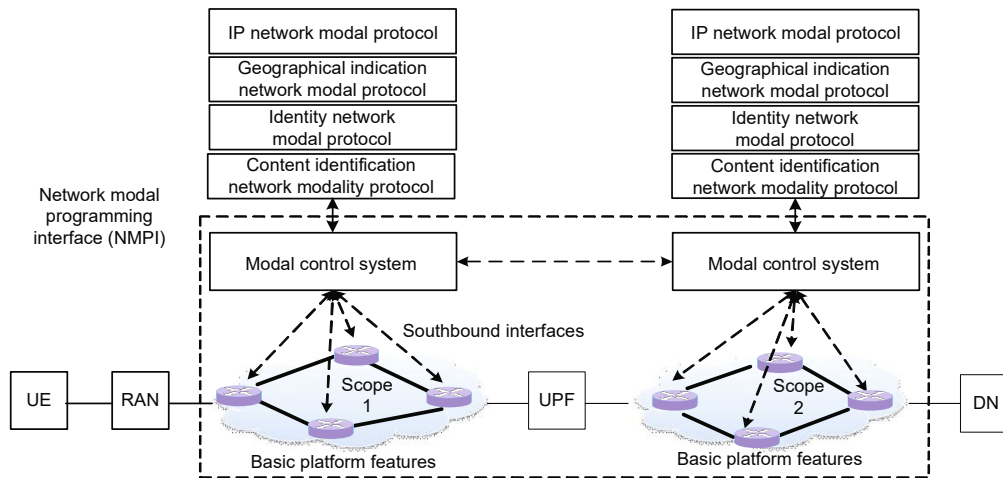 IP network modal protocol
Geographical indication
network modal protocol
Identity network
modal protocol
Content identification
network modality protocol
IP network modal protocol
Geographical indication
network modal protocol
Identity network
modal protocol
Content identification
network modality protocol
Network modal
programming
interface (NMPI)
Modal control system
Modal control system
Southbound interfaces
UE
RAN
Scope
1
UPF
Scope
2
DN
Basic platform features
Basic platform features